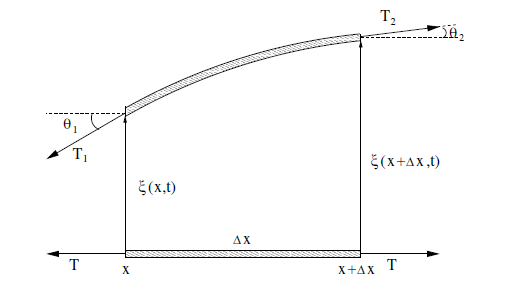 T₂
θ₂
θ₁
T₁
ξ(x,t)
ξ(x+Δx,t)
Δx
T
x
x+Δx
T